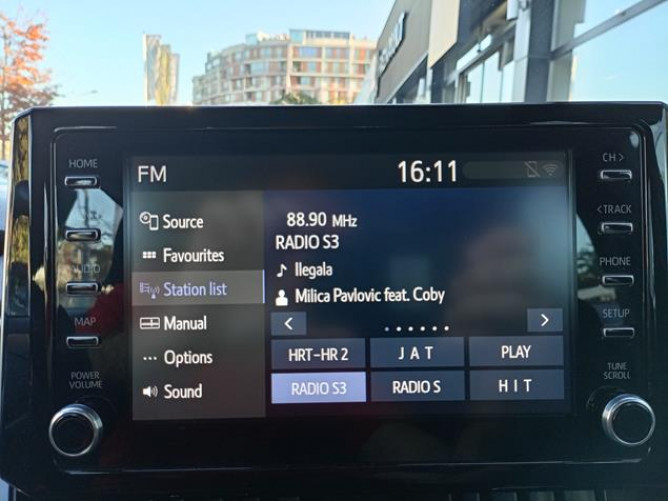 HOME
FM
16:11
CH >
Source
88.90 MHz
RADIO S3
< TRACK
Favourites
Ilegala
Station list
Milica Pavlovic feat. Coby
PHONE
MAP
Manual
SETUP
Options
HRT-HR 2
J A T
PLAY
POWER
VOLUME
Sound
RADIO S3
RADIO S
H I T
TUNE
SCROLL